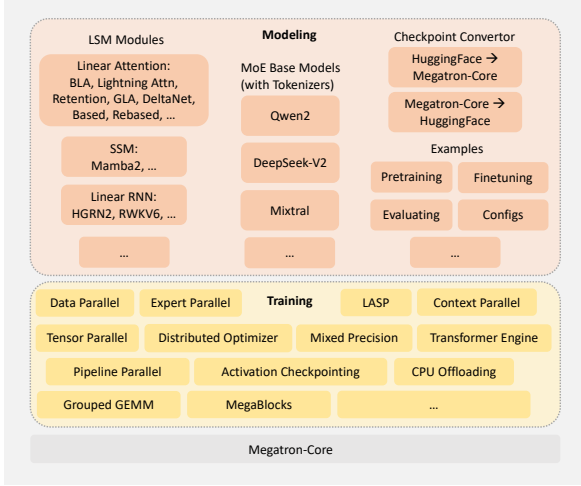 Modeling
LSM Modules
Linear Attention:
BLA, Lightning Attn,
Retention, GLA, DeltaNet,
Based, Rebased, ...
SSM:
Mamba2, ...
Linear RNN:
HGRN2, RWKV6, ...
...
MoE Base Models
(with Tokenizers)
Qwen2
DeepSeek-V2
Mixtral
...
Checkpoint Convertor
HuggingFace →
Megatron-Core
Megatron-Core →
HuggingFace
Examples
Pretraining
Finetuning
Evaluating
Configs
...
Data Parallel
Expert Parallel
Training
LASP
Context Parallel
Tensor Parallel
Distributed Optimizer
Mixed Precision
Transformer Engine
Pipeline Parallel
Activation Checkpointing
CPU Offloading
Grouped GEMM
MegaBlocks
...
Megatron-Core